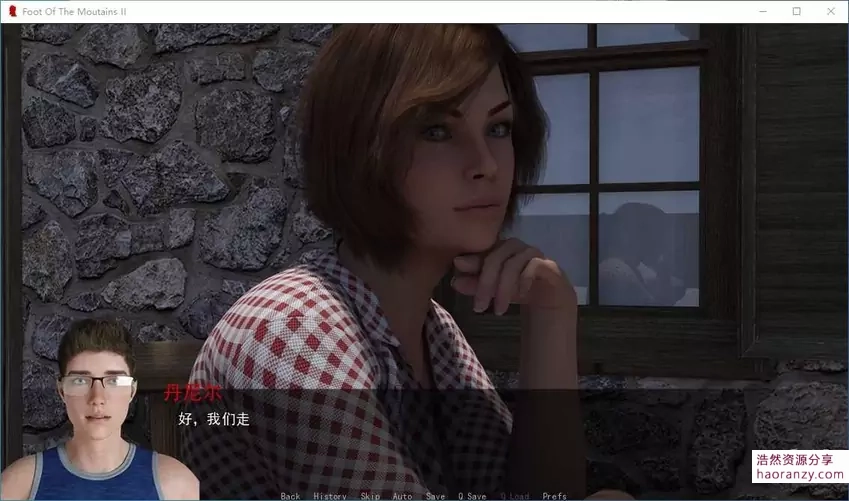 Foot Of The Moutains II
丹尼尔
好，我们走
Back History Skip Auto Save Q Save Q Load Prefs
浩然资源分享
haoranzy.com